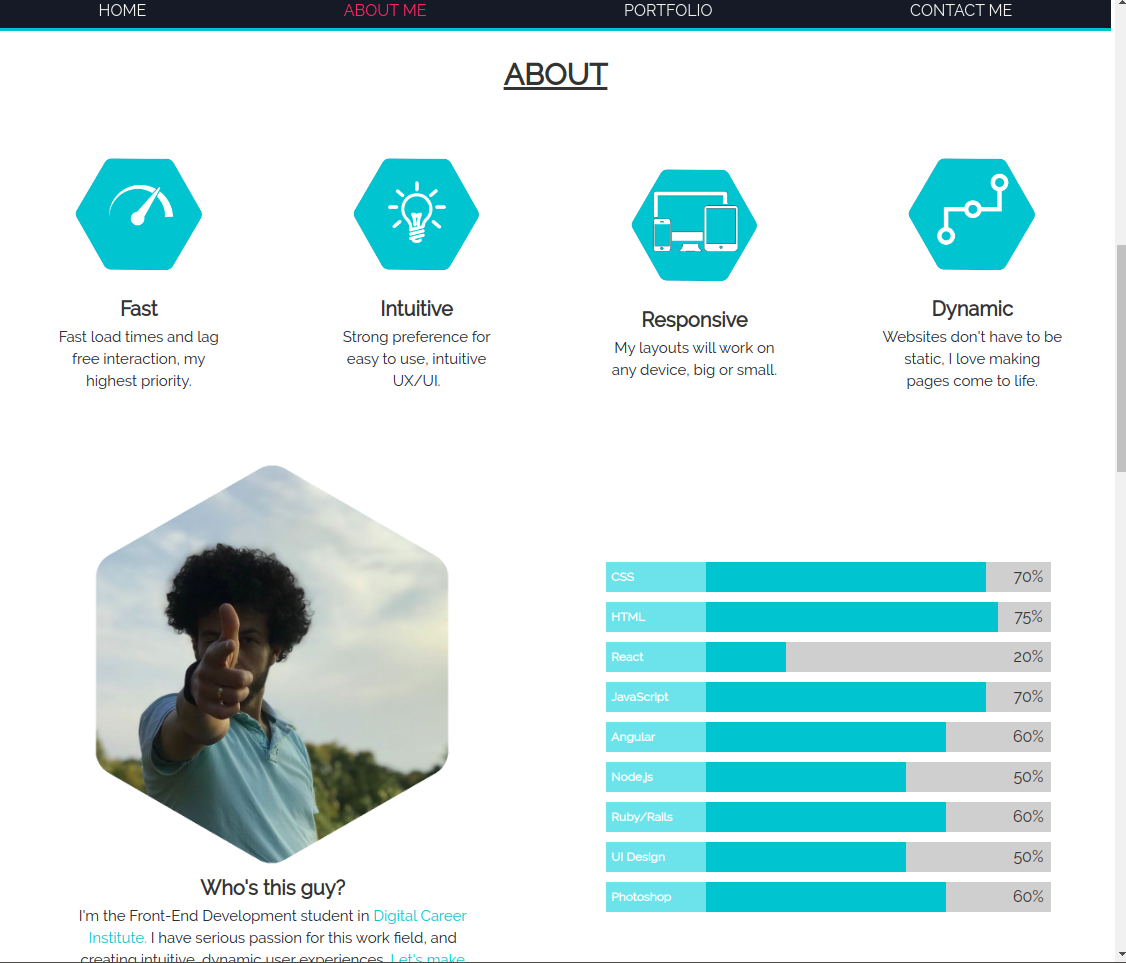 HOME ABOUT ME PORTFOLIO CONTACT ME
ABOUT
Fast
Fast load times and lag
free interaction, my
highest priority.
Intuitive
Strong preference for
easy to use, intuitive
UX/UI.
Responsive
My layouts will work on
any device, big or small.
Dynamic
Websites don't have to be
static, I love making
pages come to life.
Who's this guy?
I'm the Front-End Development student in Digital Career
Institute. I have serious passion for this work field, and
creating intuitive, dynamic user experiences. Let's make
CSS 70%
HTML 75%
React 20%
JavaScript 70%
Angular 60%
Node.js 50%
Ruby/Rails 60%
UI Design 50%
Photoshop 60%